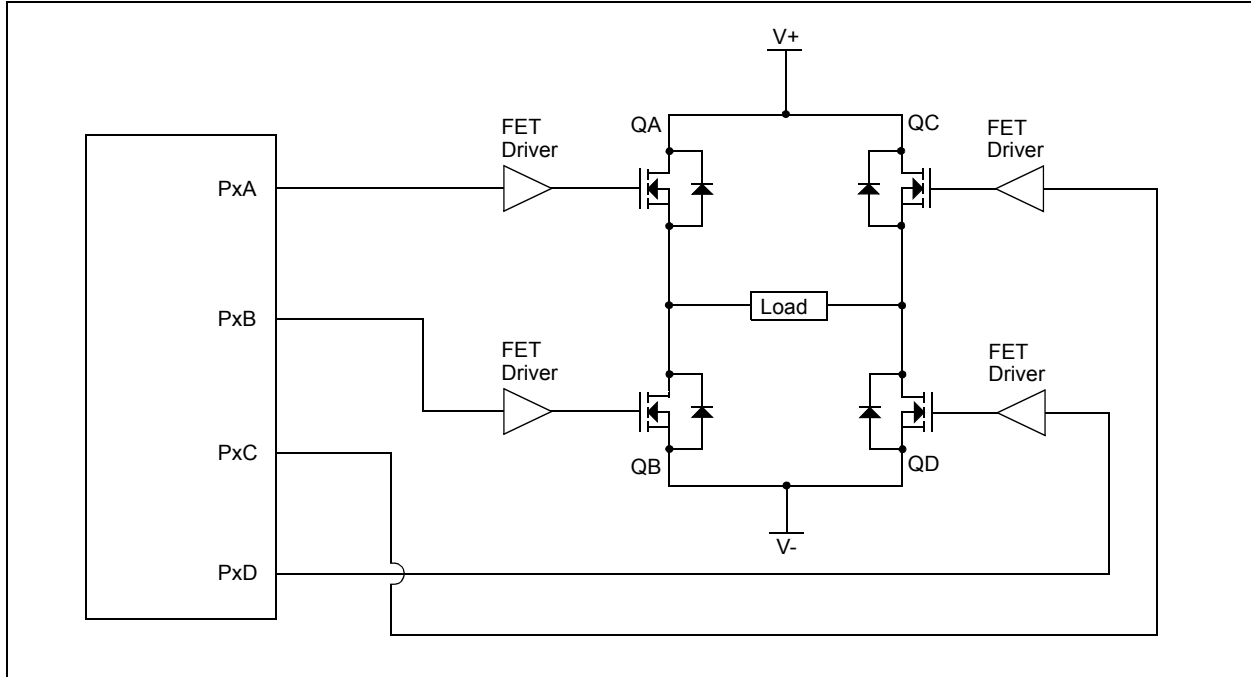 V+
QA
QC
FET
Driver
FET
Driver
PxA
Load
PxB
FET
Driver
FET
Driver
PxC
QB
QD
V-
PxD